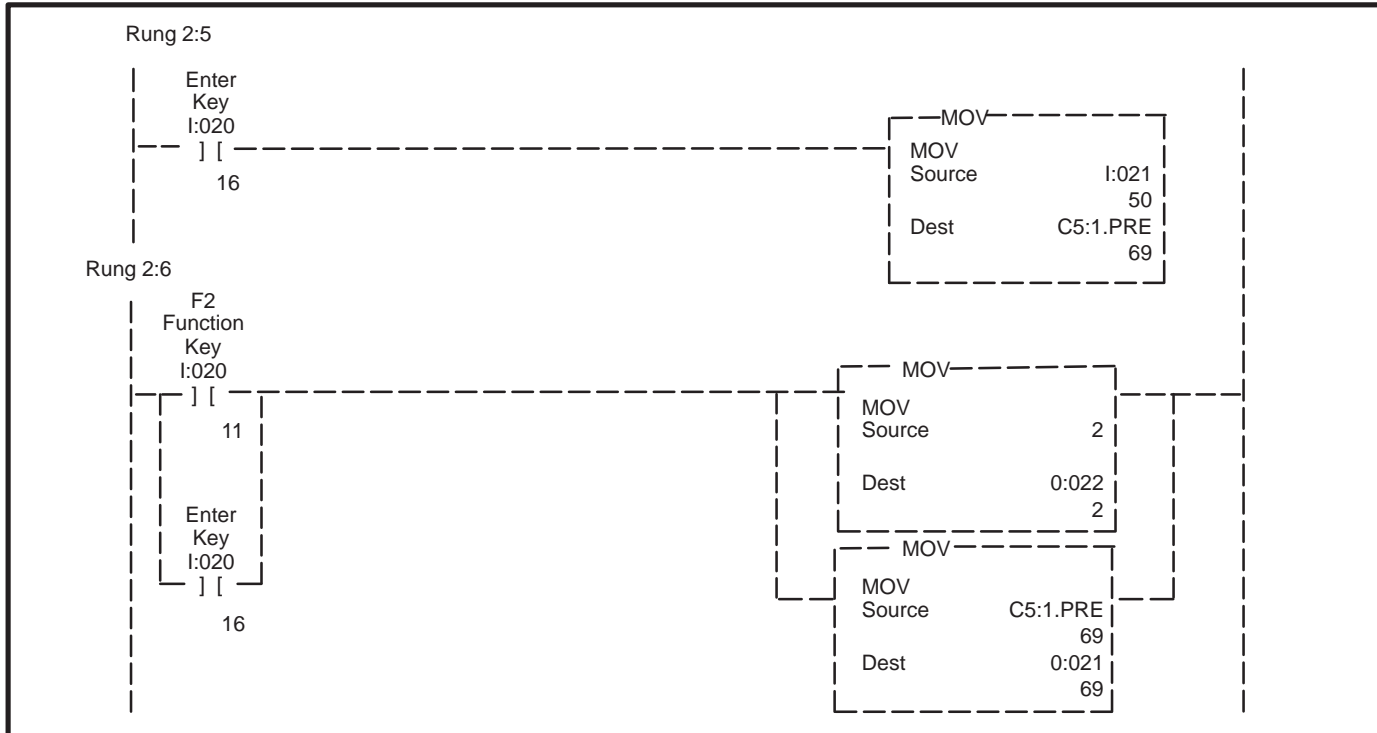 Rung 2:5
Enter
Key
I:020
] [
16
MOV
MOV
Source I:021
50
Dest C5:1.PRE
69
Rung 2:6
F2
Function
Key
I:020
] [
11
Enter
Key
I:020
] [
16
MOV
MOV
Source 2
Dest 0:022
2
MOV
MOV
Source C5:1.PRE
69
Dest 0:021
69